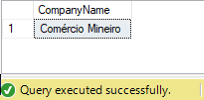 CompanyName
1 Comércio Mineiro
Query executed successfully.